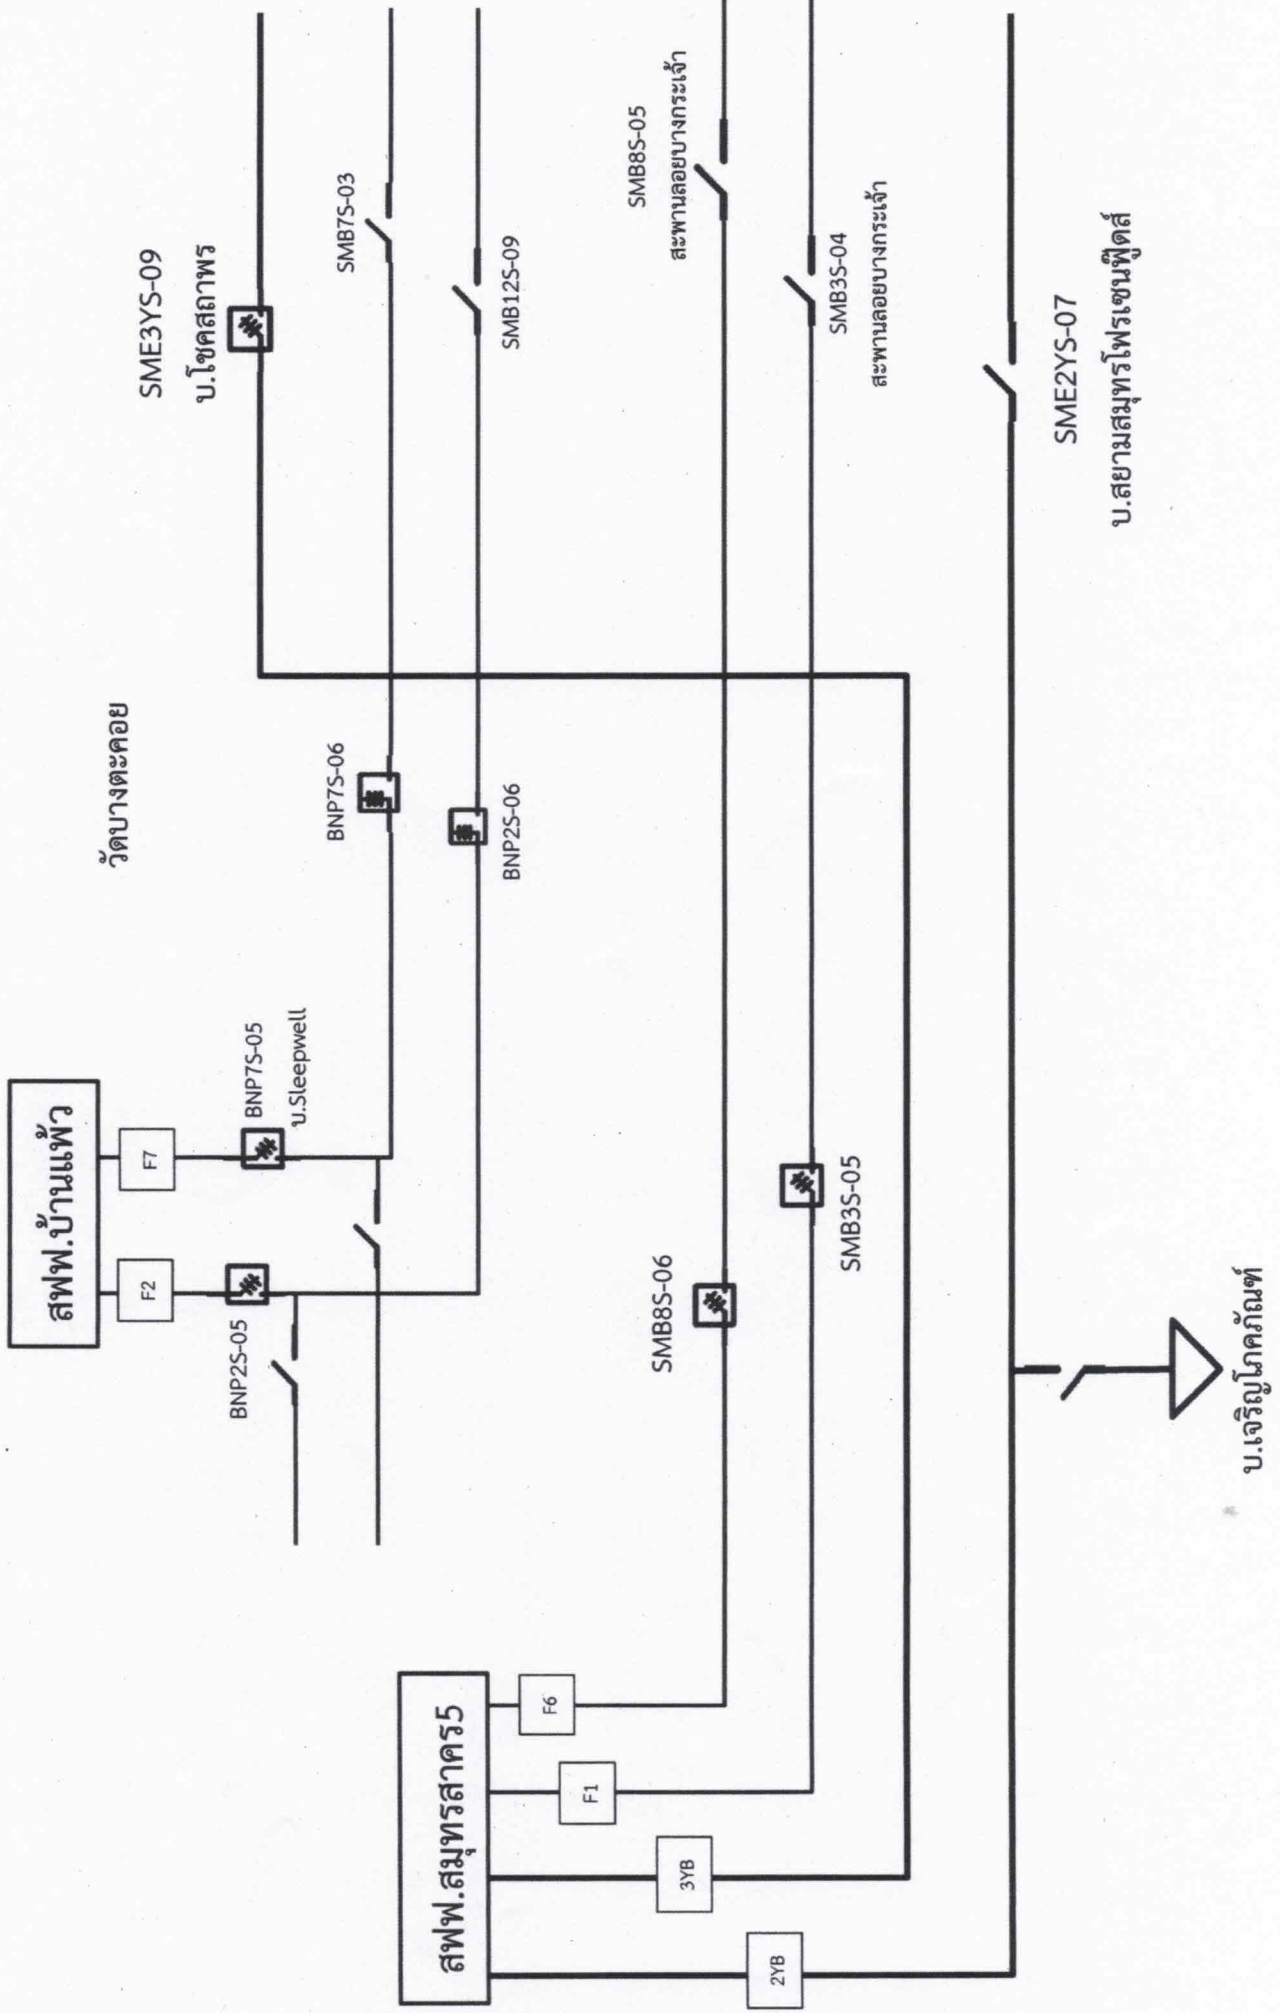 สฟฟ.สมุทรสาคร5
2YB
3YB
F1
F6
สฟฟ.บ้านแพ้ว
F2
F7
BNP2S-05
BNP7S-05
บ.Sleepwell
วัดบางตะคอย
BNP7S-06
BNP2S-06
SME3YS-09
บ.โชคสถาพร
SMB7S-03
SMB12S-09
SMB8S-06
SMB3S-05
SMB8S-05
สะพานลอยบางกระเจ้า
SMB3S-04
สะพานลอยบางกระเจ้า
SME2YS-07
บ.สยามสมุทรโฟรเซนฟู๊ดส์
บ.เจริญโภคภัณฑ์